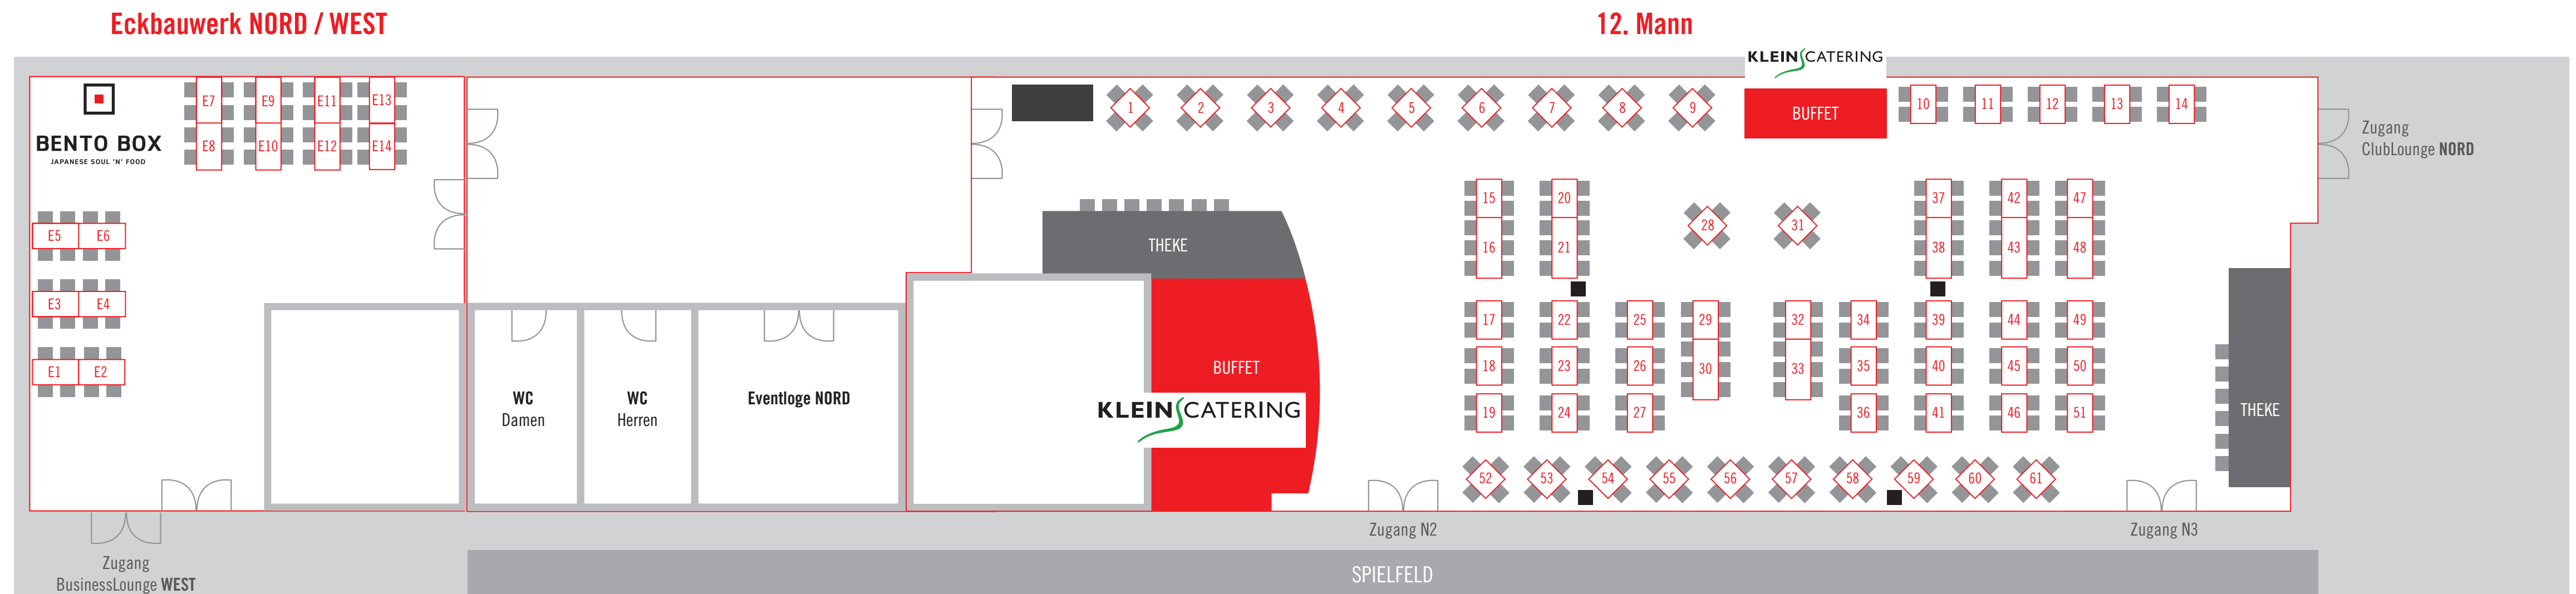 Eckbauwerk NORD / WEST
12. Mann
KLEIN CATERING
BUFFET
BENTO BOX
JAPANESE SOUL 'N' FOOD
E7 E9 E11 E13
E8 E10 E12 E14
E5 E6
E3 E4
E1 E2
1 2 3 4 5 6 7 8 9
10 11 12 13 14
Zugang
ClubLounge NORD
THEKE
15 20 37 42 47
28 31
16 21 38 43 48
17 22 25 29 32 34 39 44 49
18 23 26 30 33 35 40 45 50
19 24 27 36 41 46 51
52 53 54 55 56 57 58 59 60 61
BUFFET
KLEIN CATERING
THEKE
WC
Damen
WC
Herren
Eventloge NORD
Zugang N2
Zugang N3
Zugang
BusinessLounge WEST
SPIELFELD